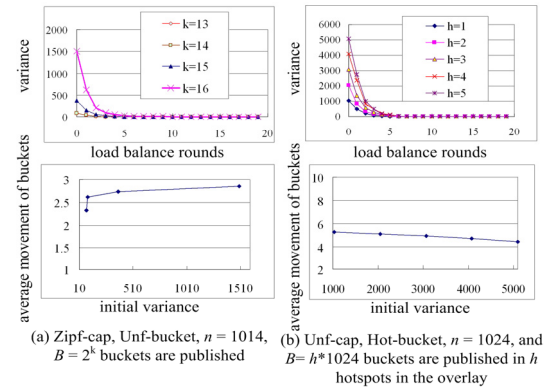 2000
1500
1000
500
0
variance
k=13
k=14
k=15
k=16
0 5 10 15 20
load balance rounds
6000
5000
4000
3000
2000
1000
0
variance
h=1
h=2
h=3
h=4
h=5
0 5 10 15 20
load balance rounds
average movement of buckets
3
2.5
2
1.5
1
10 510 1010 1510
initial variance
average movement of buckets
10
8
6
4
2
1000 2000 3000 4000 5000
initial variance
(a) Zipf-cap, Unf-bucket, n = 1014,
B = 2^k buckets are published
(b) Unf-cap, Hot-bucket, n = 1024, and
B= h*1024 buckets are published in h
hotspots in the overlay